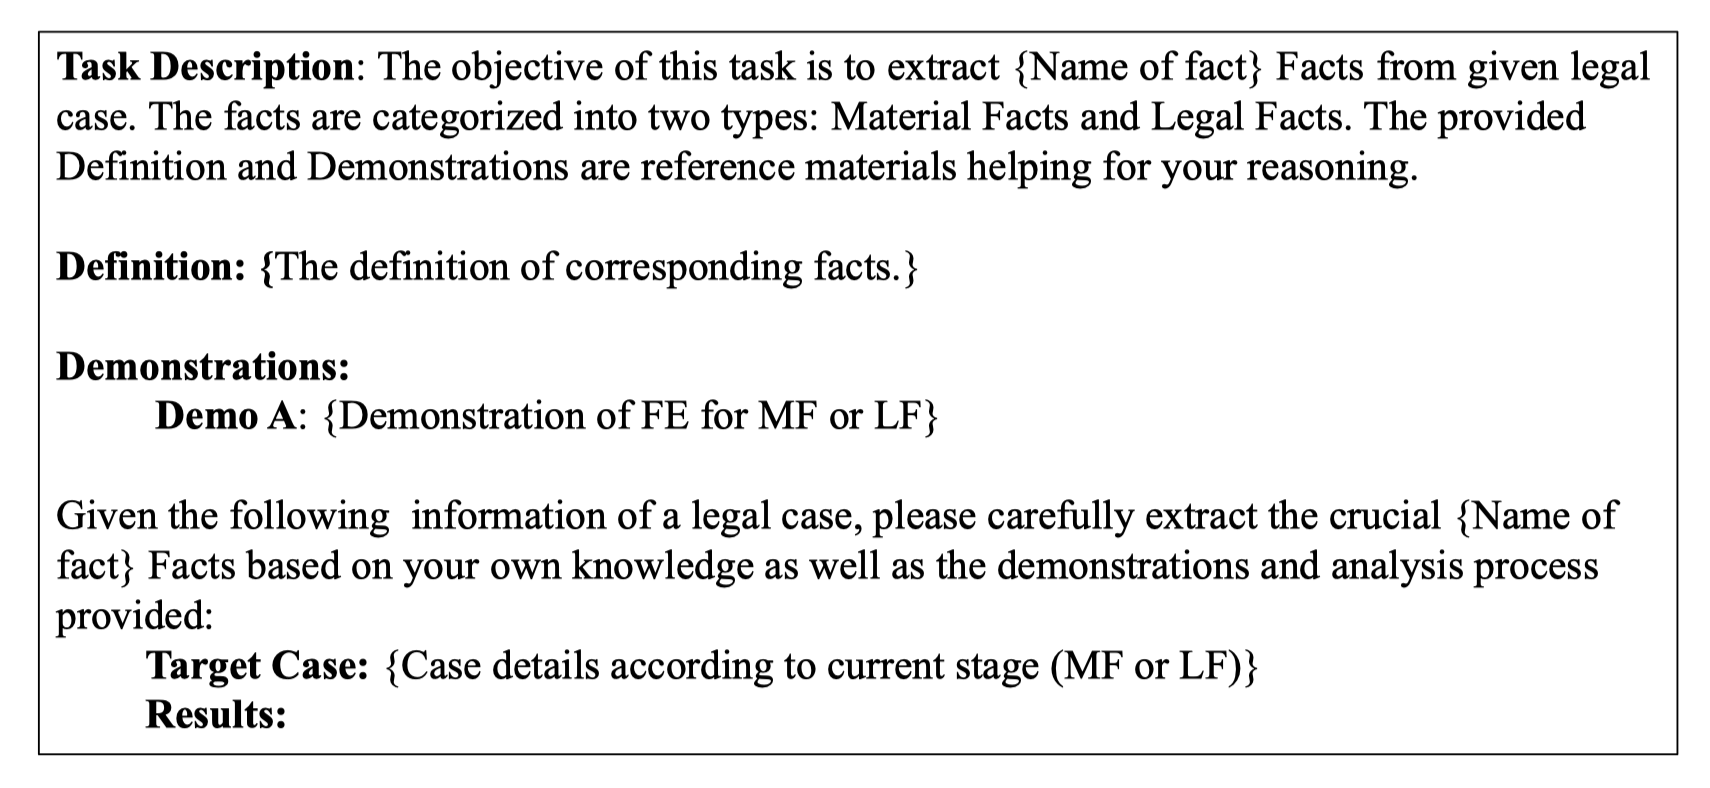 Task Description: The objective of this task is to extract {Name of fact} Facts from given legal
case. The facts are categorized into two types: Material Facts and Legal Facts. The provided
Definition and Demonstrations are reference materials helping for your reasoning.
Definition: {The definition of corresponding facts.}
Demonstrations:
Demo A: {Demonstration of FE for MF or LF}
Given the following  information of a legal case, please carefully extract the crucial {Name of
fact} Facts based on your own knowledge as well as the demonstrations and analysis process
provided:
Target Case: {Case details according to current stage (MF or LF)}
Results: